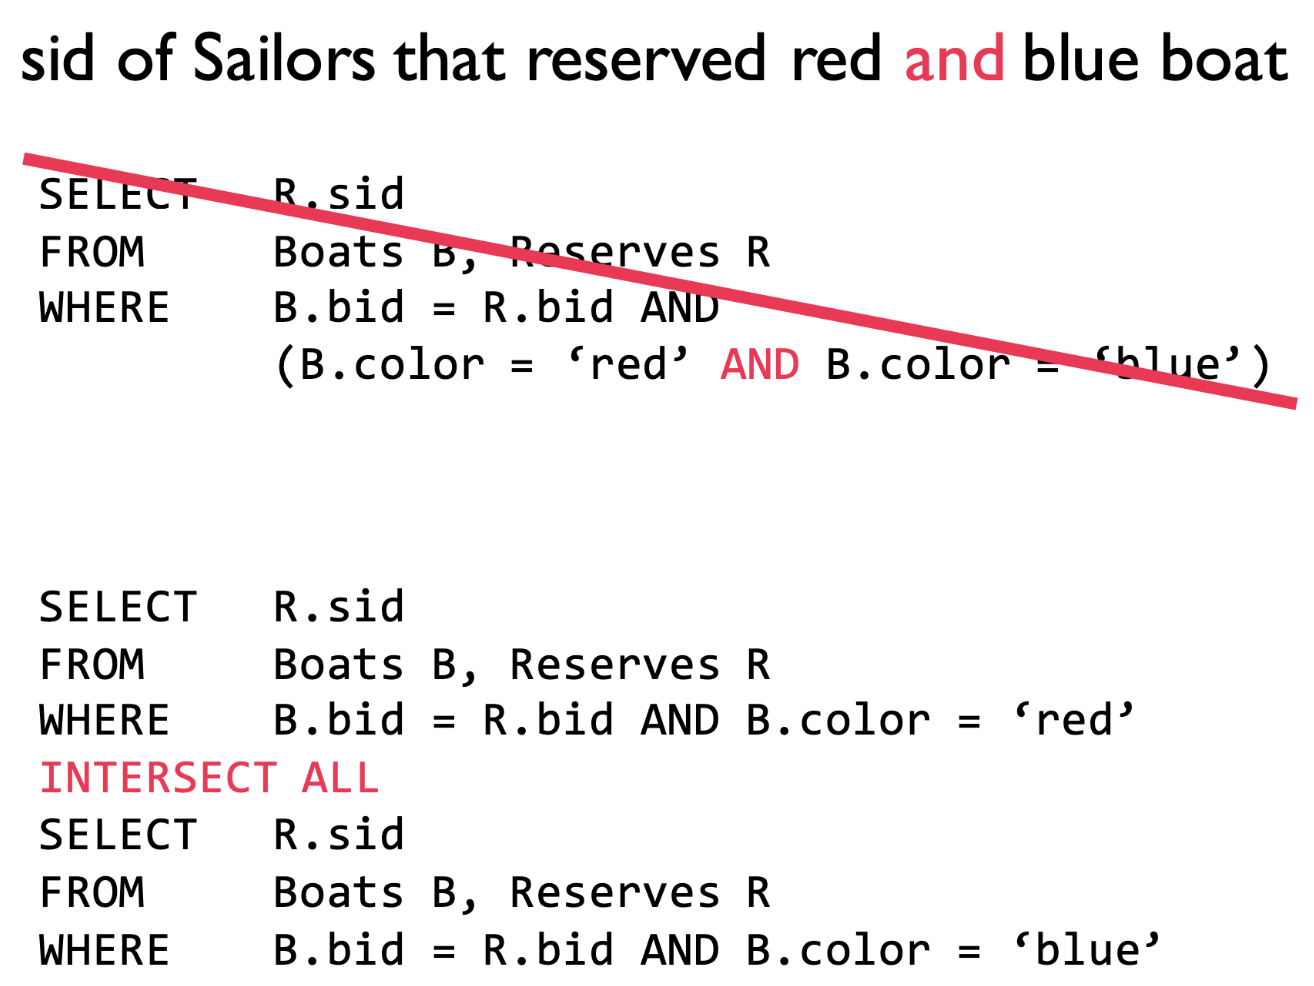 sid of Sailors that reserved red and blue boat
SELECT R.sid
FROM Boats B, Reserves R
WHERE B.bid = R.bid AND
(B.color = ‘red’ AND B.color = ‘blue’)
SELECT R.sid
FROM Boats B, Reserves R
WHERE B.bid = R.bid AND B.color = ‘red’
INTERSECT ALL
SELECT R.sid
FROM Boats B, Reserves R
WHERE B.bid = R.bid AND B.color = ‘blue’